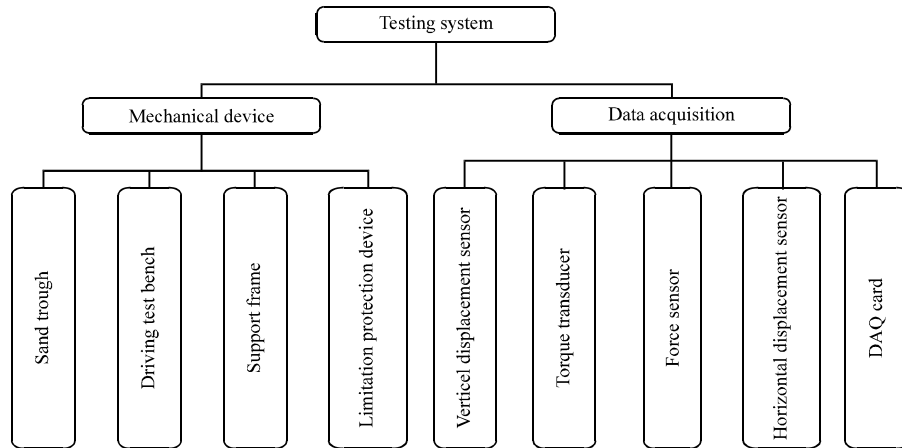 Testing system
Mechanical device
Data acquisition
Sand trough
Driving test bench
Support frame
Limitation protection device
Verticel displacement sensor
Torque transducer
Force sensor
Horizontal displacement sensor
DAQ card